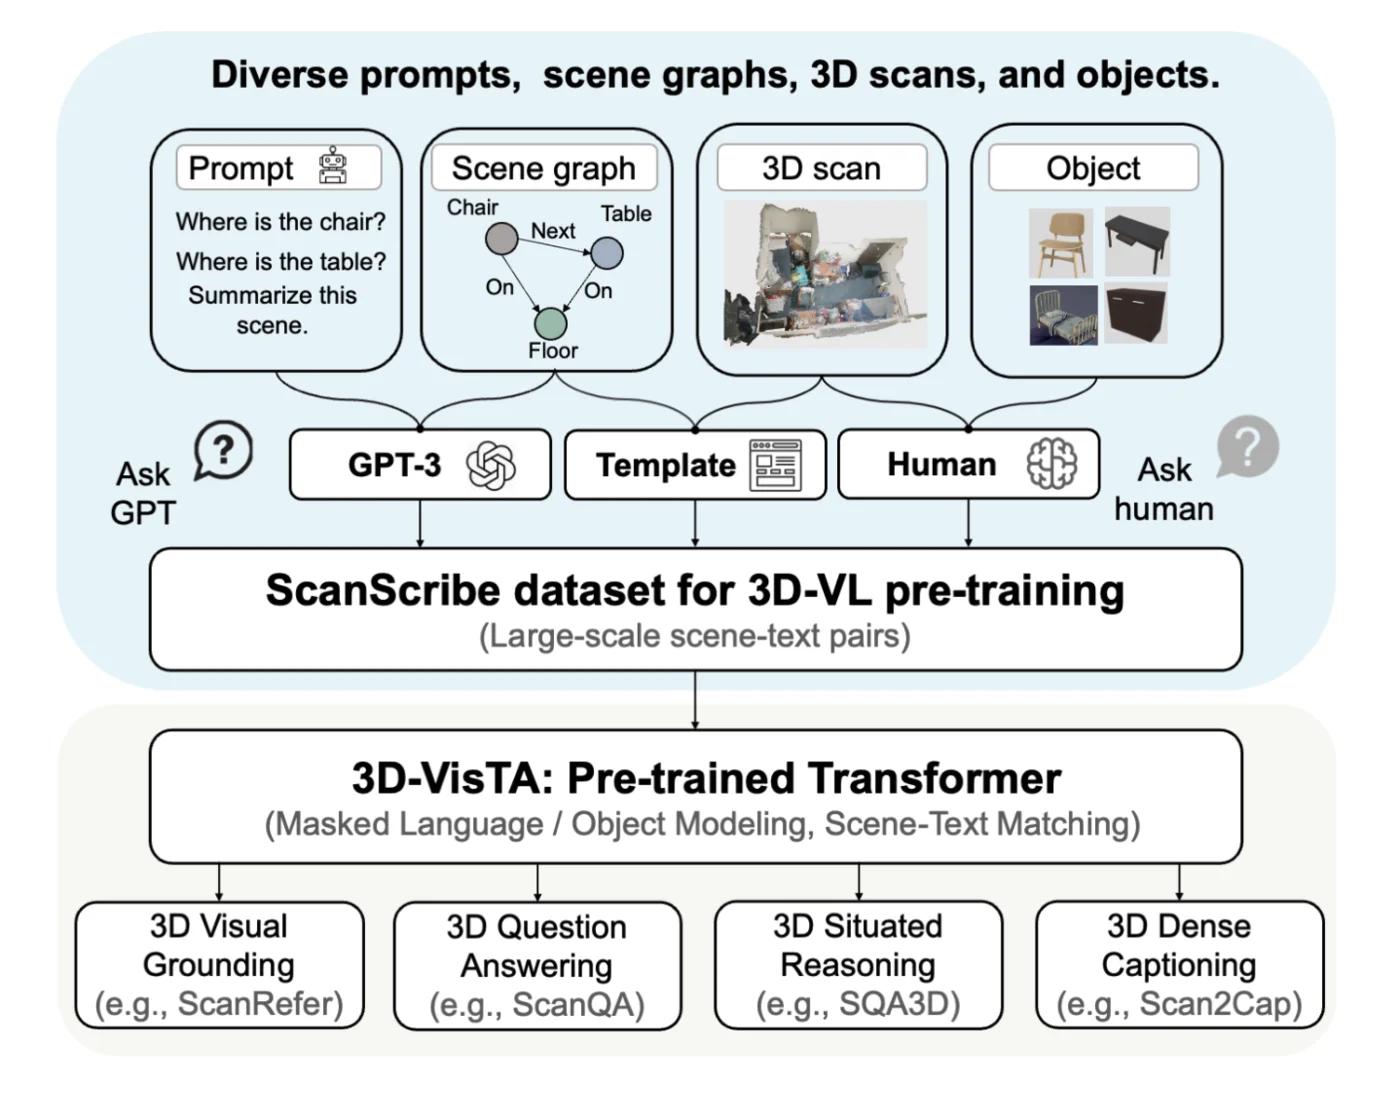 Diverse prompts, scene graphs, 3D scans, and objects.
Prompt
Where is the chair?
Where is the table?
Summarize this
scene.
Scene graph
Chair
Table
Next
On
On
Floor
3D scan
Object
Ask
GPT
?
GPT-3
Template
Human
Ask
human
?
ScanScribe dataset for 3D-VL pre-training
(Large-scale scene-text pairs)
3D-VisTA: Pre-trained Transformer
(Masked Language / Object Modeling, Scene-Text Matching)
3D Visual
Grounding
(e.g., ScanRefer)
3D Question
Answering
(e.g., ScanQA)
3D Situated
Reasoning
(e.g., SQA3D)
3D Dense
Captioning
(e.g., Scan2Cap)